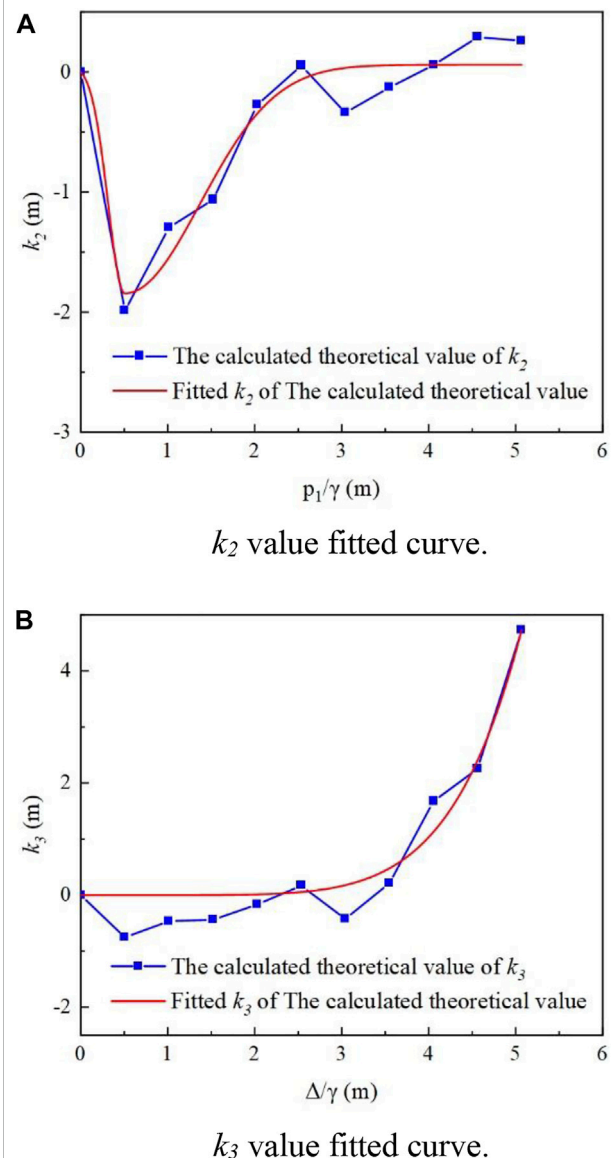 A
0
-1
-2
-3
k2 (m)
The calculated theoretical value of k2
Fitted k2 of The calculated theoretical value
0 1 2 3 4 5 6
p1/γ (m)
k2 value fitted curve.
B
4
2
0
-2
k3 (m)
The calculated theoretical value of k3
Fitted k3 of The calculated theoretical value
0 1 2 3 4 5 6
Δ/γ (m)
k3 value fitted curve.